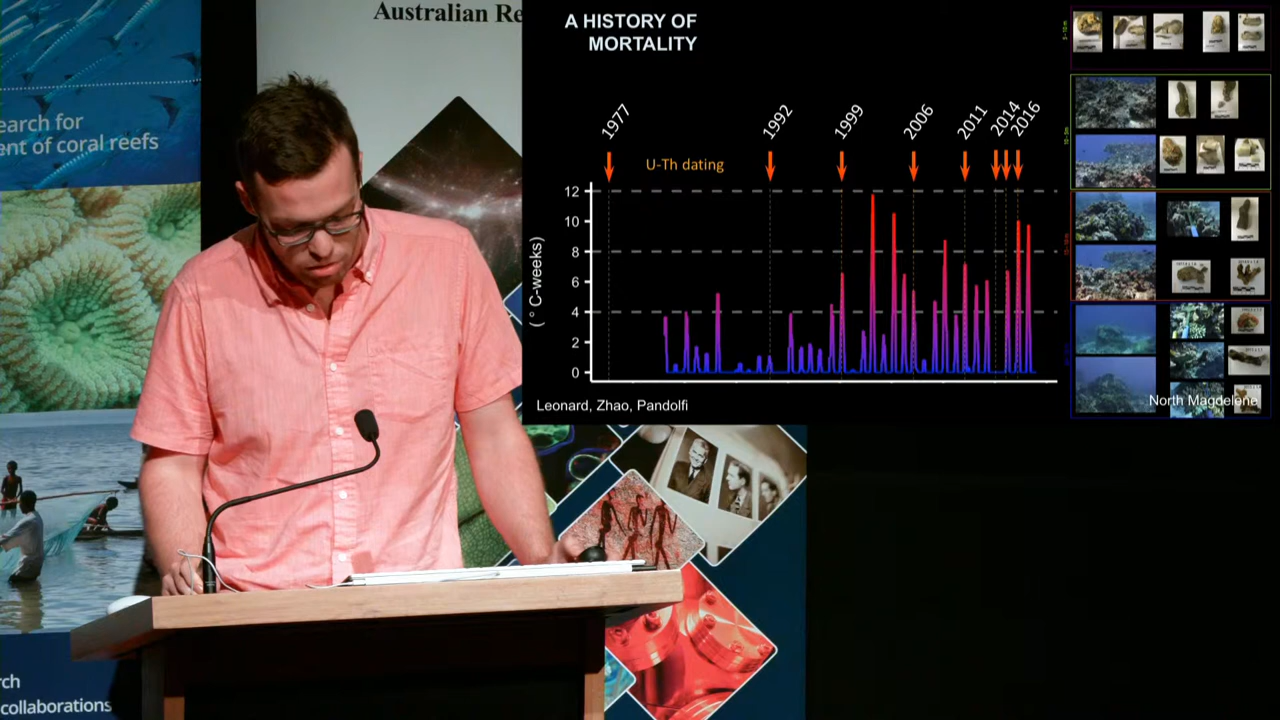 Australian Re
earch for
ent of coral reefs
rch
collaborations
A HISTORY OF
MORTALITY
1977
1992
1999
2006
2011
2014
2016
U-Th dating
(°C-weeks)
12
10
8
6
4
2
0
Leonard, Zhao, Pandolfi
North Magdelene